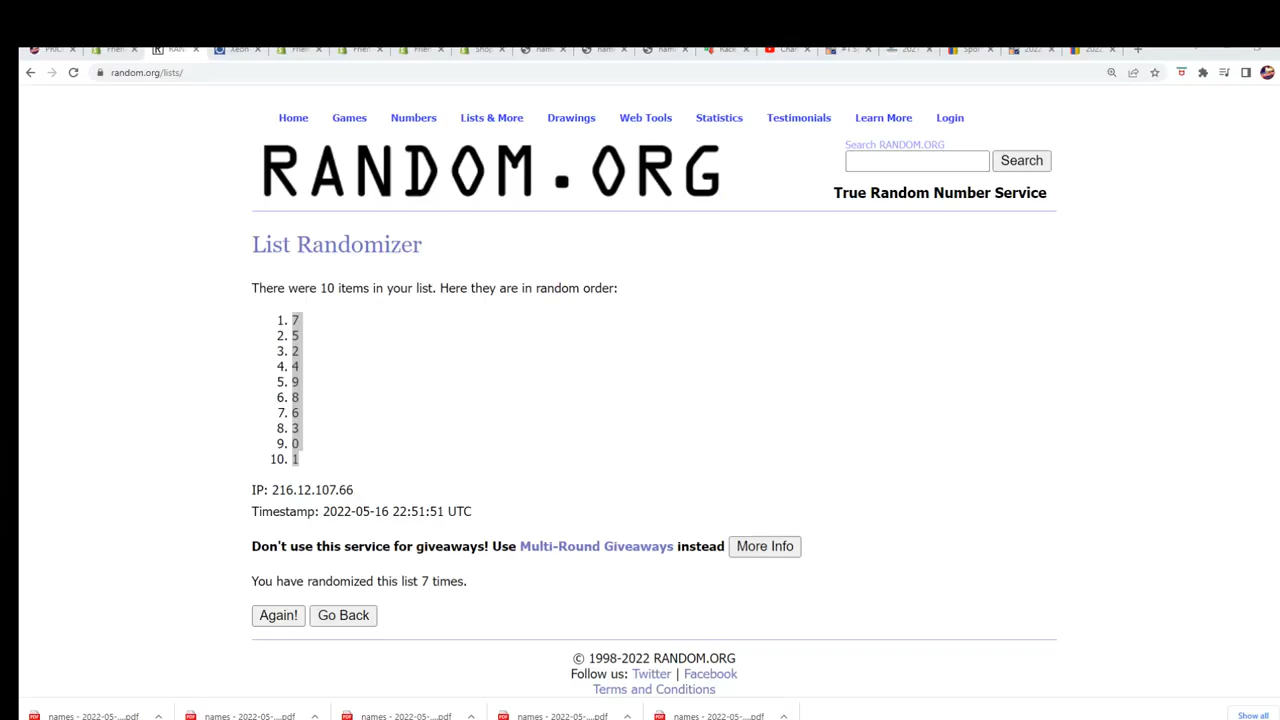 random.org/lists/
Home Games Numbers Lists & More Drawings Web Tools Statistics Testimonials Learn More Login
Search RANDOM.ORG
RANDOM.ORG
Search
True Random Number Service
List Randomizer
There were 10 items in your list. Here they are in random order:
1. 7
2. 5
3. 2
4. 4
5. 9
6. 8
7. 6
8. 3
9. 0
10. 1
IP: 216.12.107.66
Timestamp: 2022-05-16 22:51:51 UTC
Don't use this service for giveaways! Use Multi-Round Giveaways instead More Info
You have randomized this list 7 times.
Again! Go Back
© 1998-2022 RANDOM.ORG
Follow us: Twitter | Facebook
Terms and Conditions
names - 2022-05-....pdf names - 2022-05-....pdf names - 2022-05-....pdf names - 2022-05-....pdf names - 2022-05-....pdf Show all